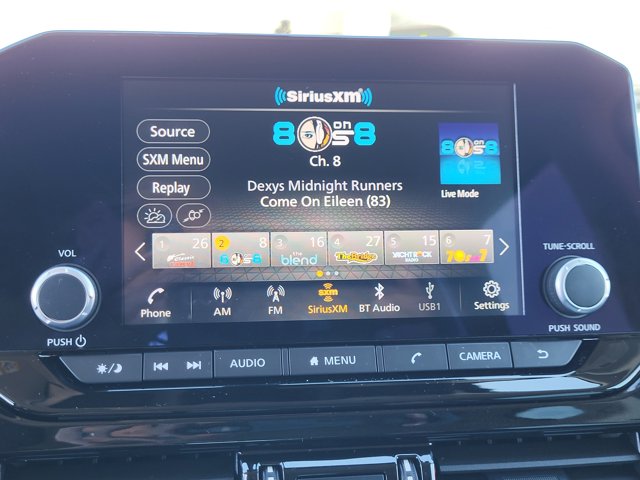 SiriusXM
Source
80s on 8
SXM Menu
Ch. 8
Replay
Dexys Midnight Runners
Come On Eileen (83)
Live Mode
1 26
2 8
3 16
4 27
5 15
6 7
the blend
The Bridge
YACHT ROCK
RADIO
70s 7
VOL
TUNE-SCROLL
Phone
AM
FM
sxm
SiriusXM
BT Audio
USB1
Settings
PUSH
PUSH SOUND
AUDIO
MENU
CAMERA